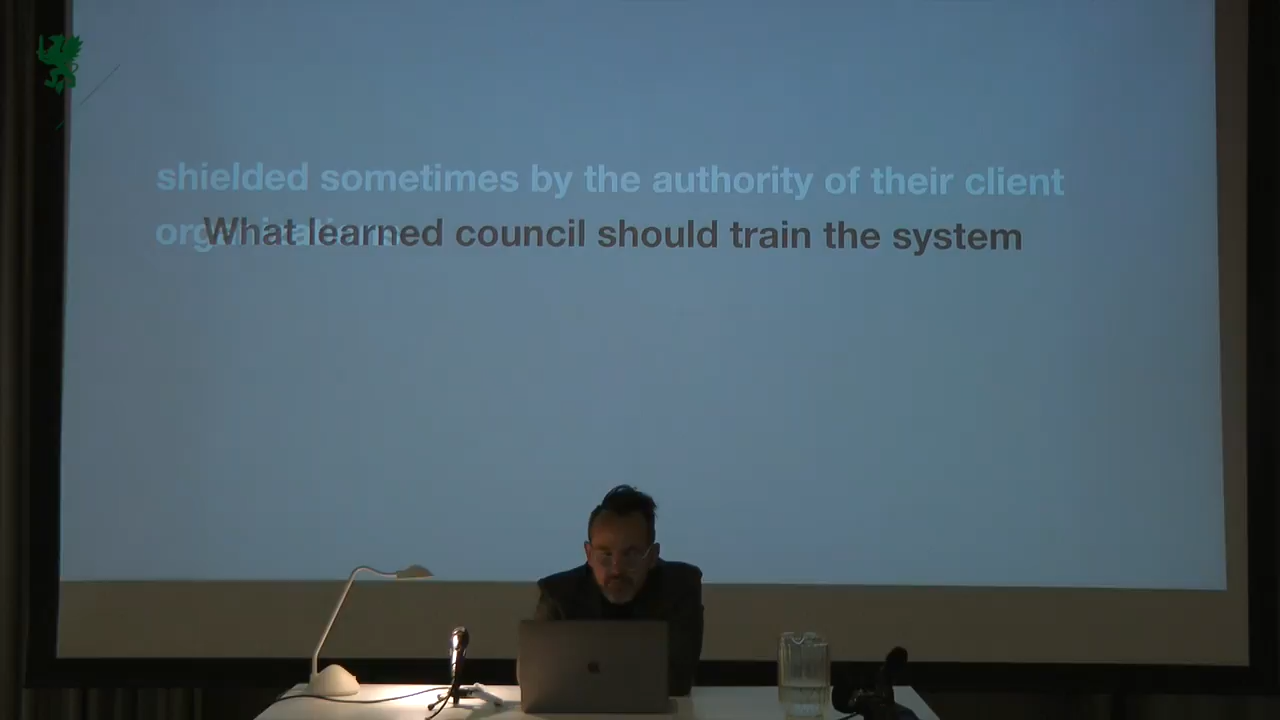 shielded sometimes by the authority of their client
What learned council should train the system